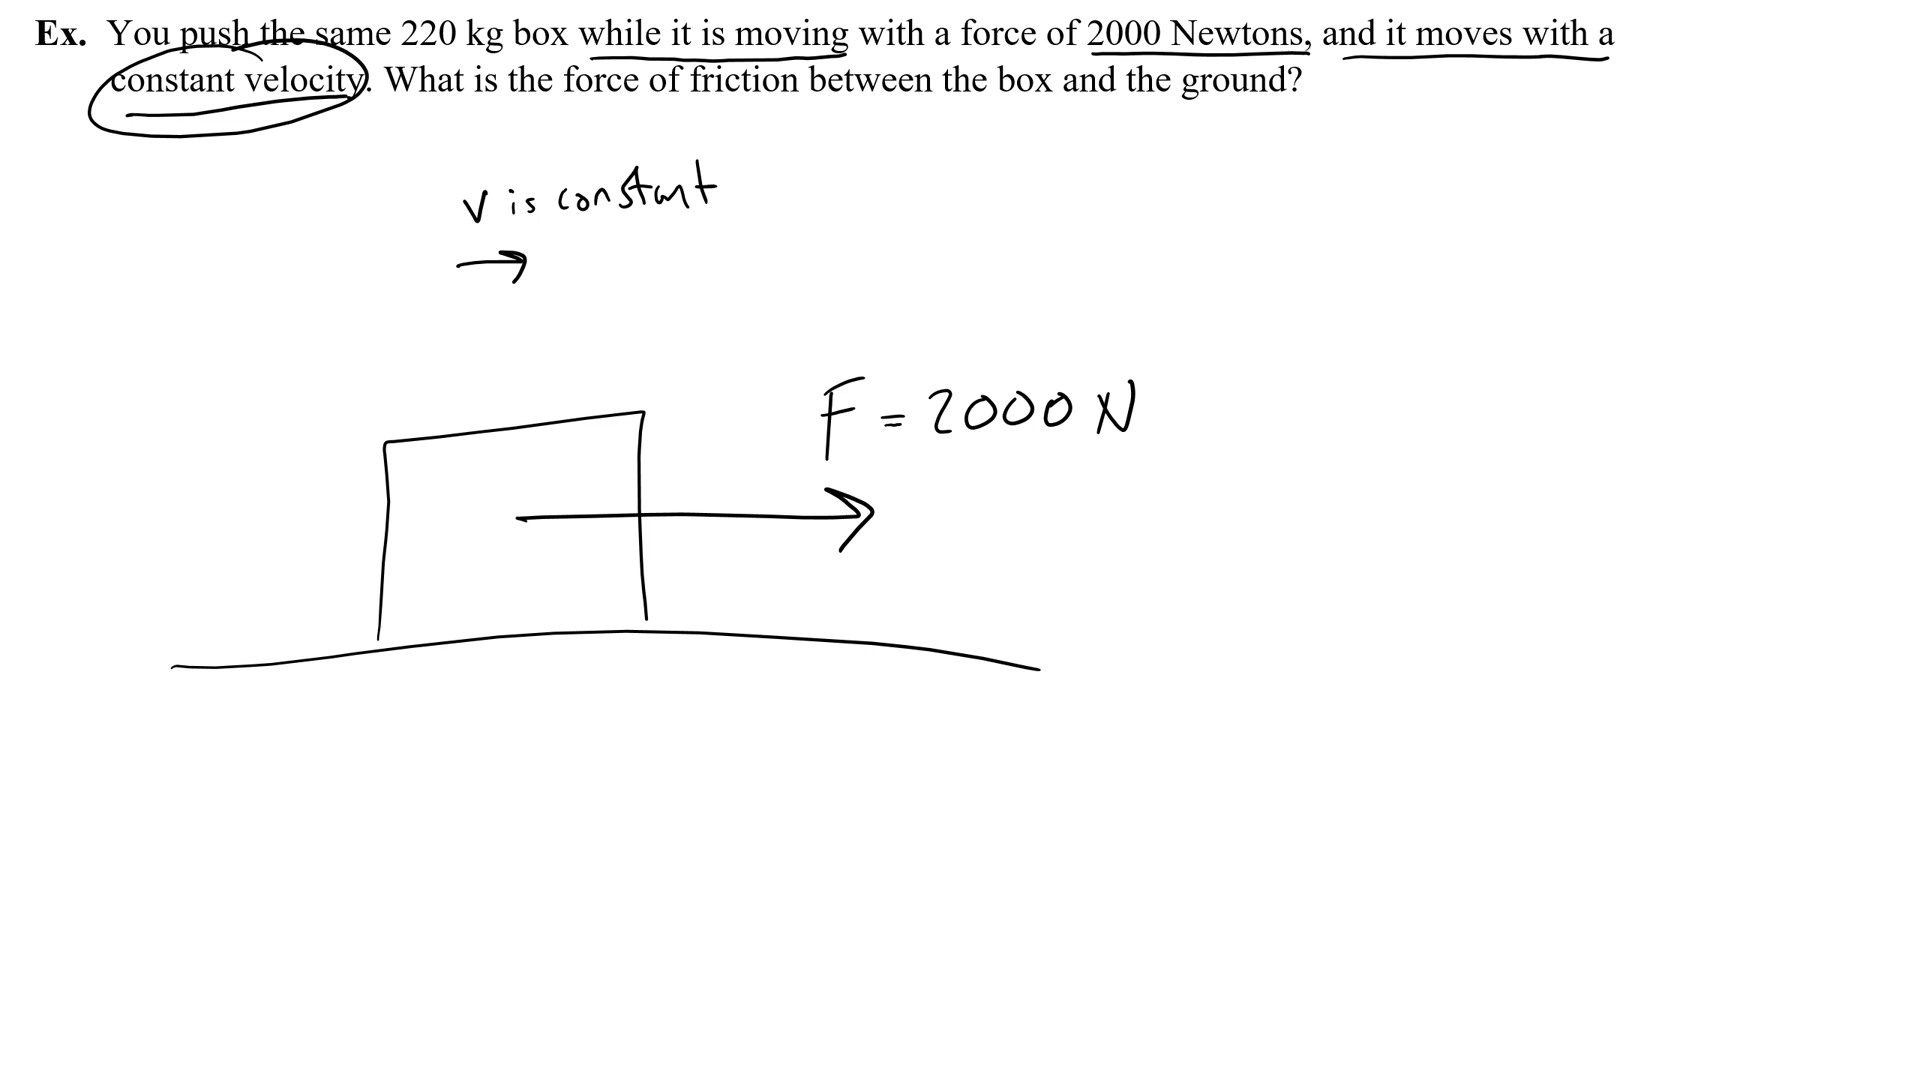 Ex. You push the same 220 kg box while it is moving with a force of 2000 Newtons, and it moves with a
constant velocity. What is the force of friction between the box and the ground?
v is constant
F = 2000 N